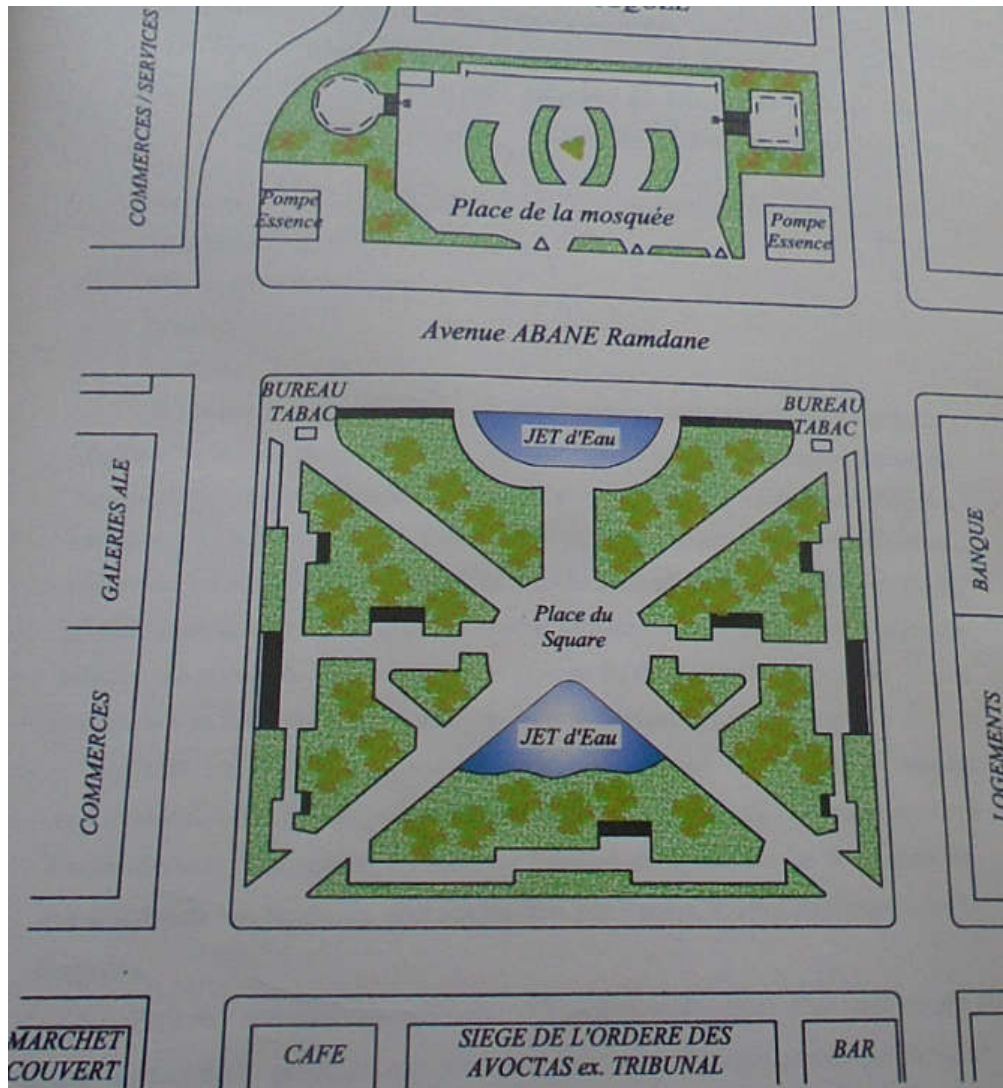 COMMERCES / SERVICES
Pompe
Essence
Place de la mosquée
Pompe
Essence
Avenue ABANE Ramdane
BUREAU
TABAC
JET d'Eau
BUREAU
TABAC
GALERIES ALE
BANQUE
Place du
Square
COMMERCES
JET d'Eau
LOGEMENTS
MARCHET
COUVERT
CAFE
SIEGE DE L'ORDERE DES
AVOCTAS ex. TRIBUNAL
BAR